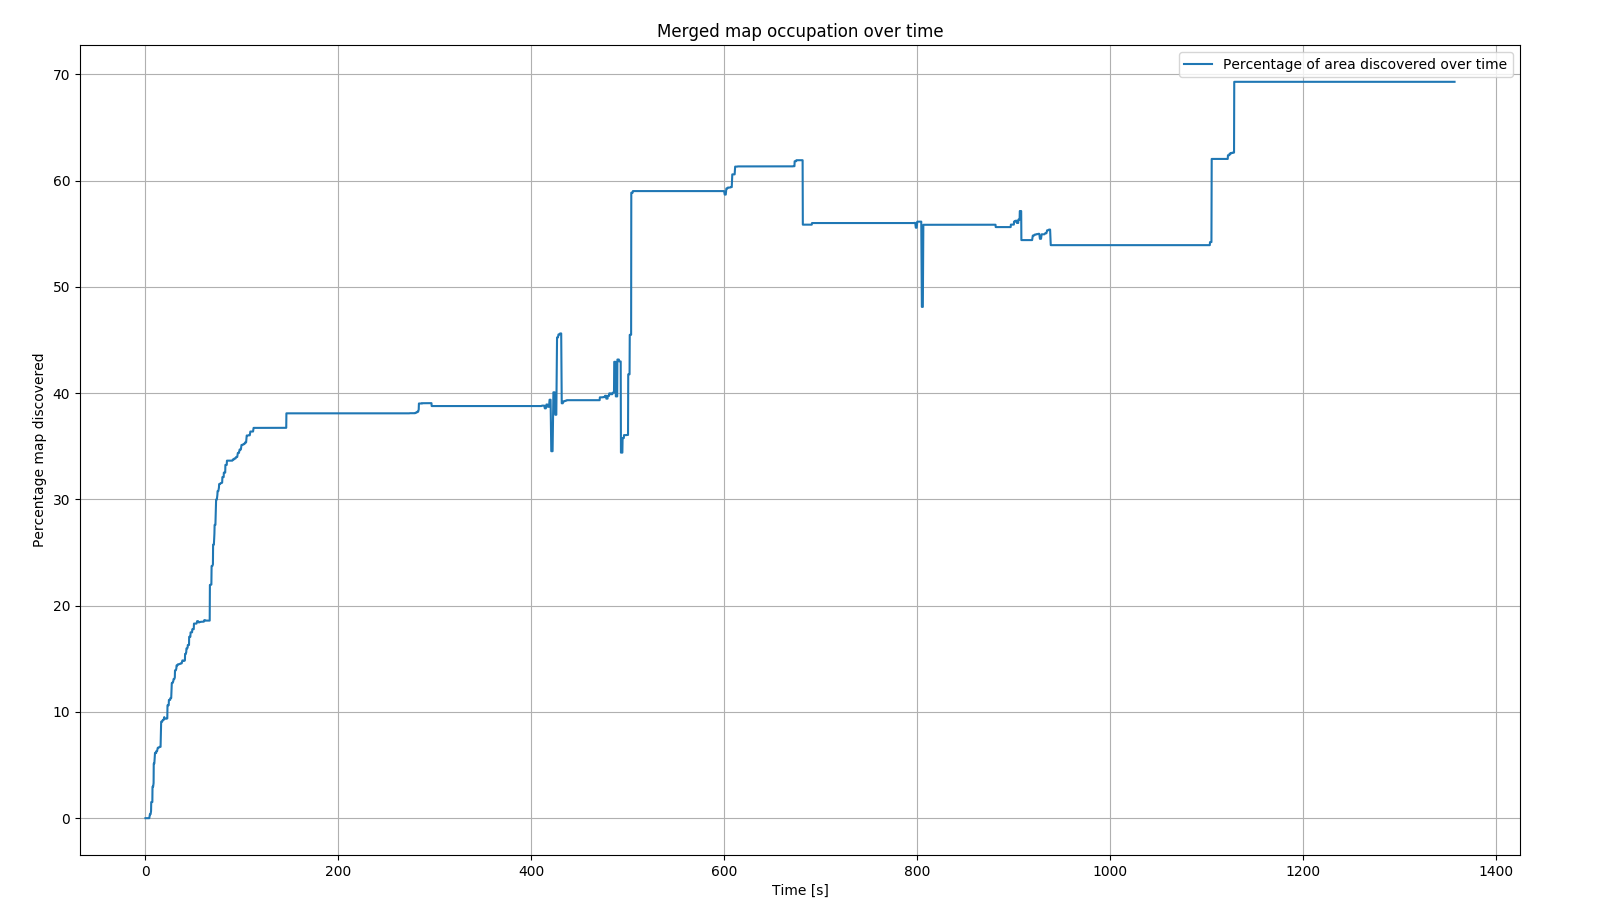 Merged map occupation over time
Percentage of area discovered over time
70
60
50
40
30
20
10
0
Percentage map discovered
0 200 400 600 800 1000 1200 1400
Time [s]